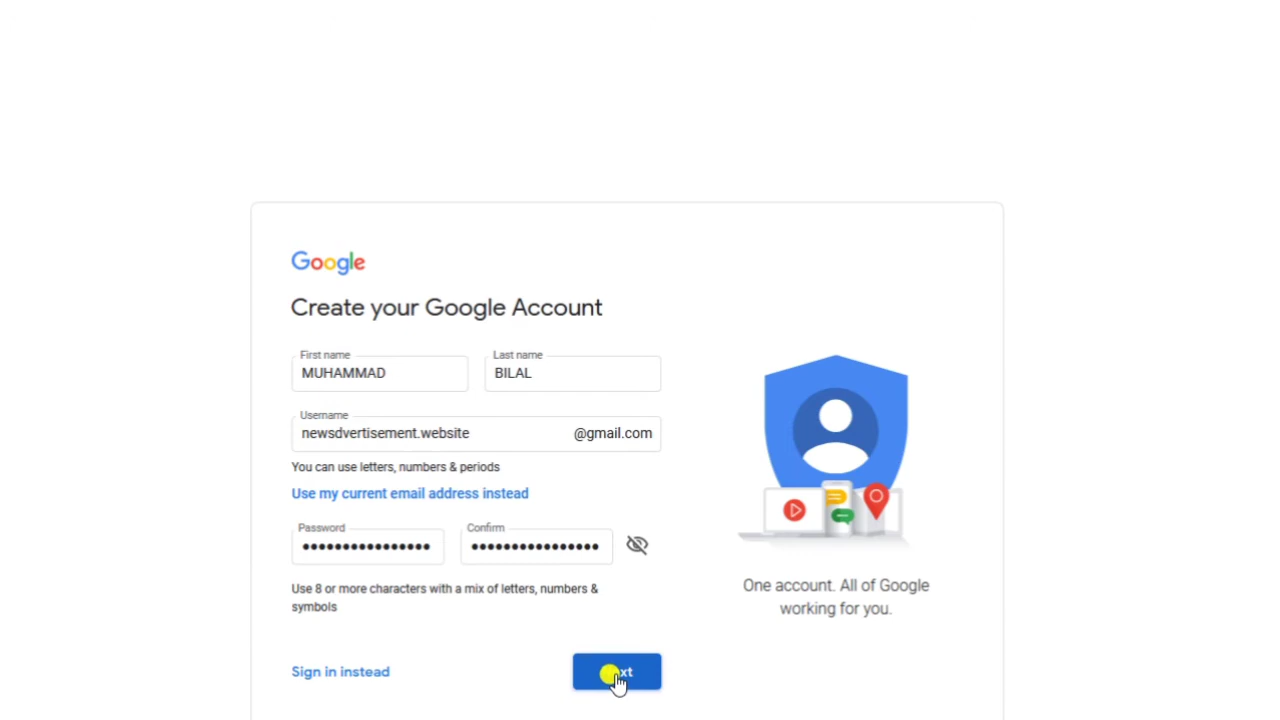 Google
Create your Google Account
First name
Last name
MUHAMMAD
BILAL
Username
newsdvertisement.website
@gmail.com
You can use letters, numbers & periods
Use my current email address instead
Password
Confirm
Use 8 or more characters with a mix of letters, numbers &
symbols
One account. All of Google
working for you.
Sign in instead